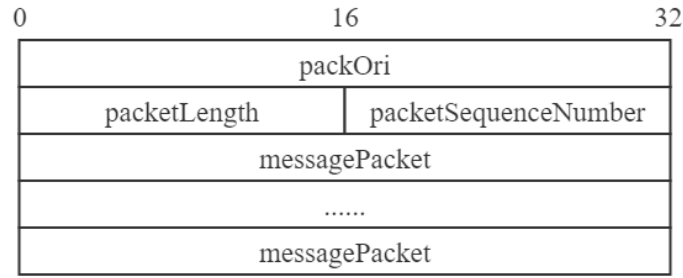 0 16 32
packOri
packetLength packetSequenceNumber
messagePacket
......
messagePacket